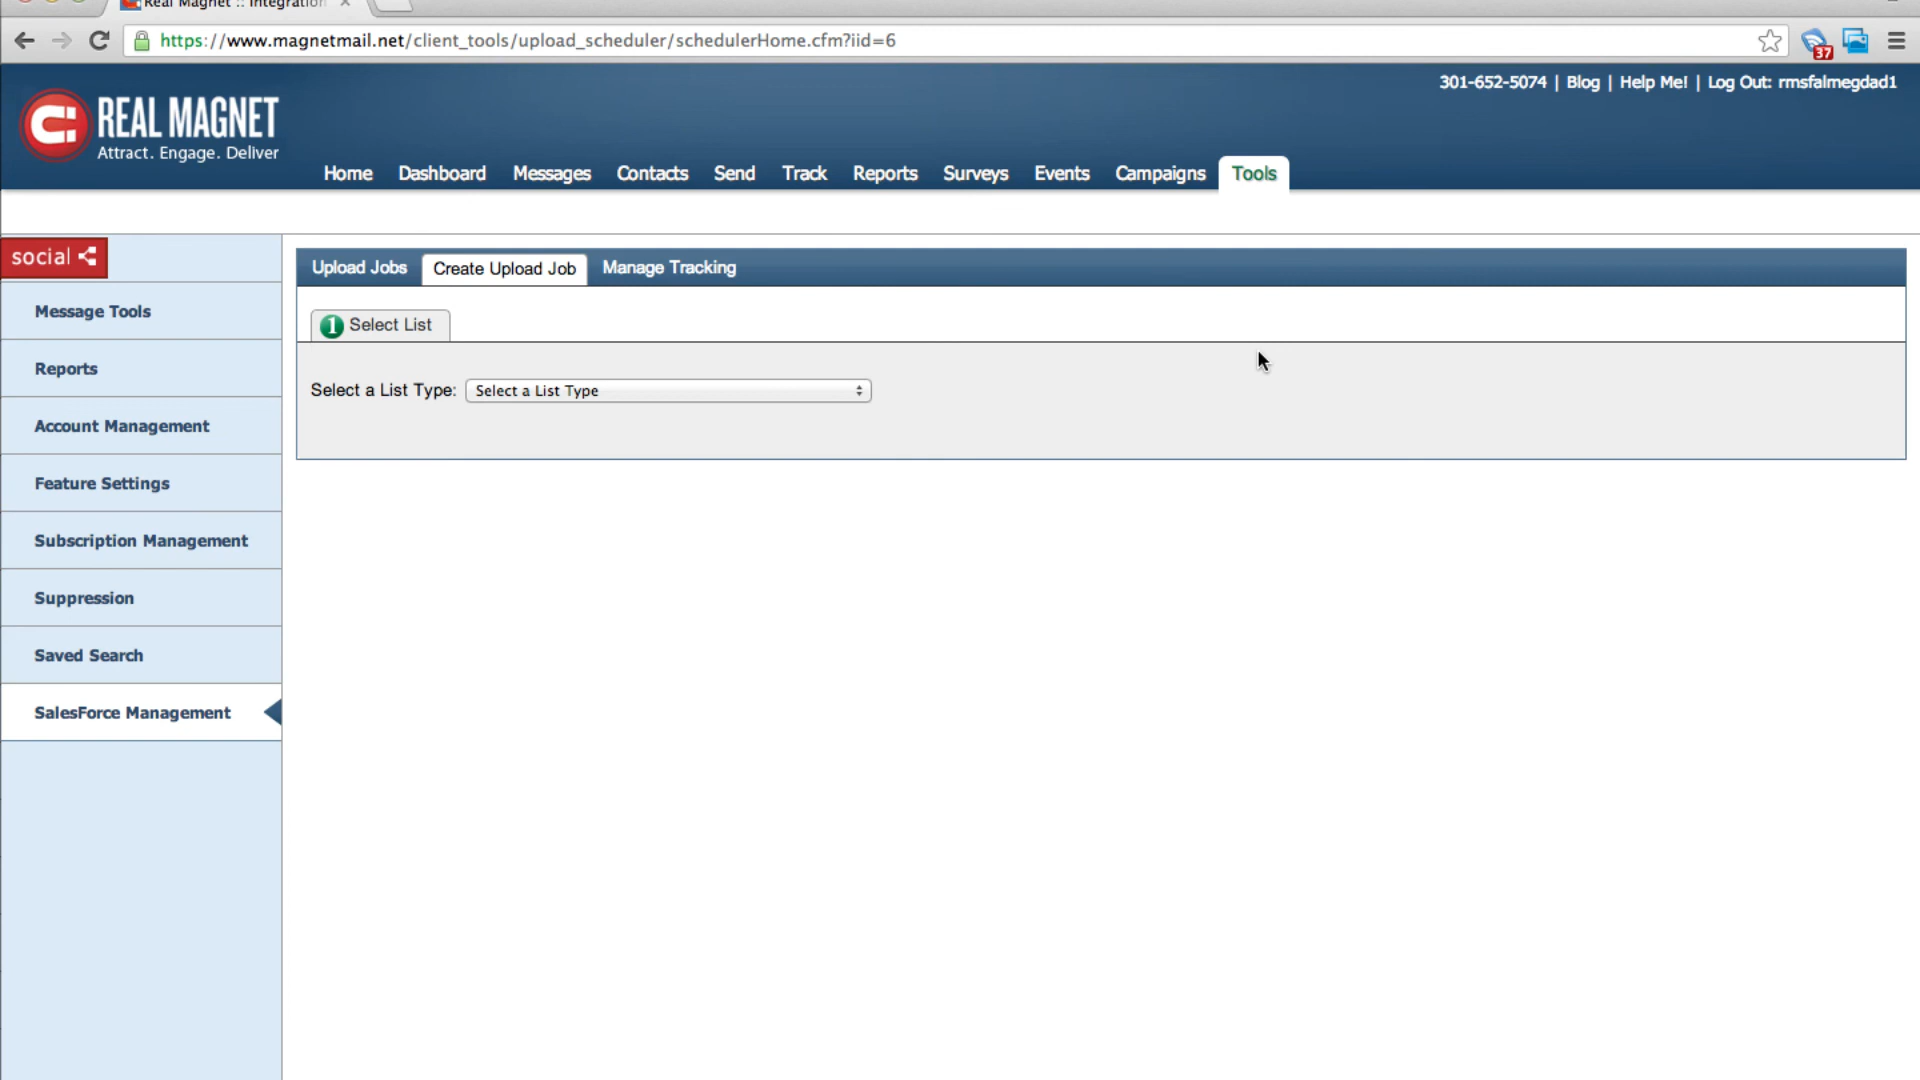 Real Magnet :: Integration
https://www.magnetmail.net/client_tools/upload_scheduler/schedulerHome.cfm?iid=6
37
301-652-5074 | Blog | Help Me! | Log Out: rmsfalmegdad1
REAL MAGNET
Attract. Engage. Deliver
Home Dashboard Messages Contacts Send Track Reports Surveys Events Campaigns Tools
social
Upload Jobs Create Upload Job Manage Tracking
1 Select List
Select a List Type: Select a List Type
Message Tools
Reports
Account Management
Feature Settings
Subscription Management
Suppression
Saved Search
SalesForce Management